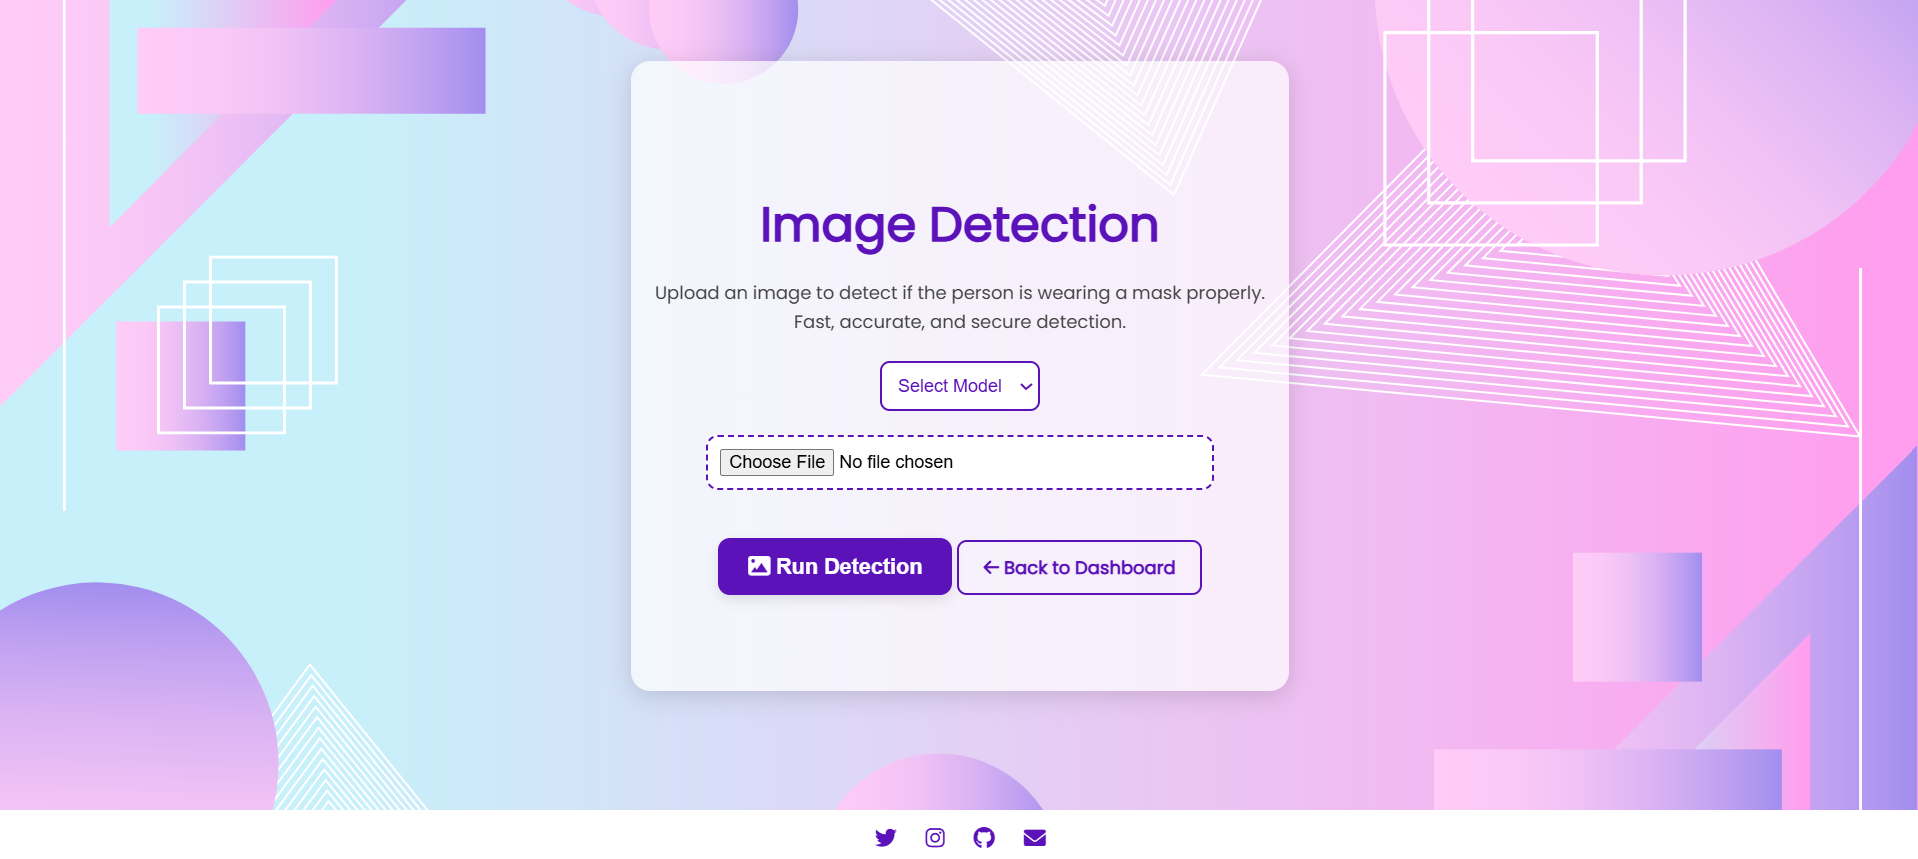 Image Detection
Upload an image to detect if the person is wearing a mask properly.
Fast, accurate, and secure detection.
Select Model
Choose File No file chosen
Run Detection
Back to Dashboard